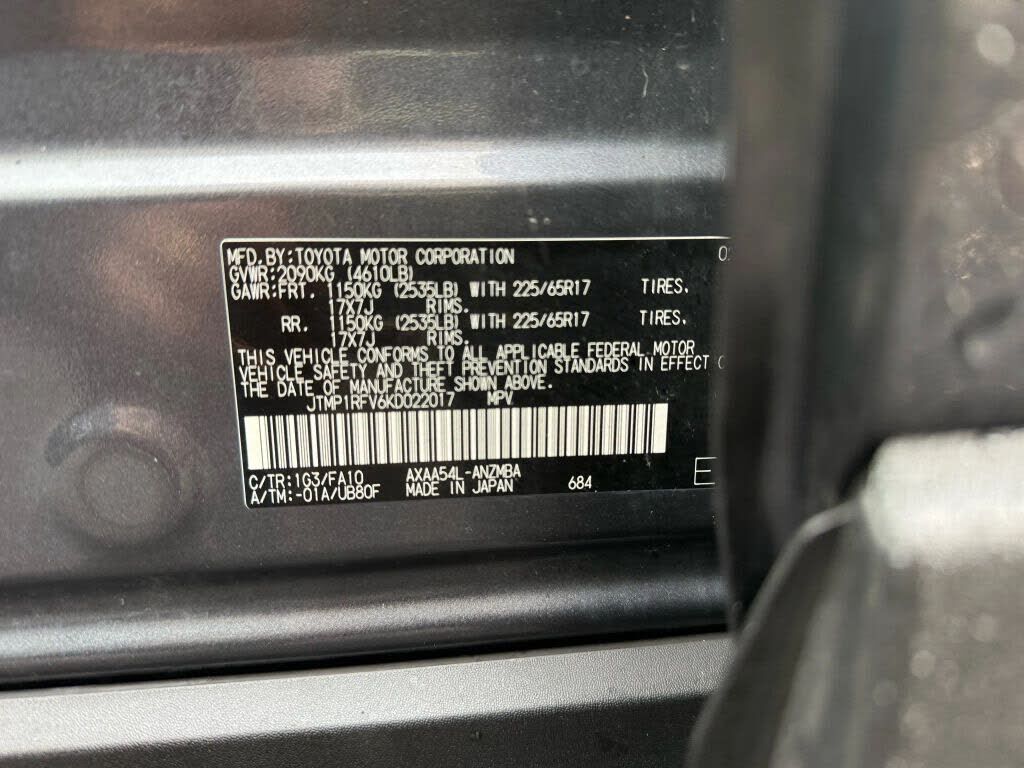 MFD. BY: TOYOTA MOTOR CORPORATION
GVWR: 2090KG (4610LB)
GAWR: FRT. 1150KG (2535LB) WITH 225/65R17 TIRES,
17X7J RIMS.
RR. 1150KG (2535LB) WITH 225/65R17 TIRES,
17X7J RIMS.
THIS VEHICLE CONFORMS TO ALL APPLICABLE FEDERAL MOTOR
VEHICLE SAFETY AND THEFT PREVENTION STANDARDS IN EFFECT
THE DATE OF MANUFACTURE SHOWN ABOVE.
JTMP1RFV6KD022017 MPV
C/TR: 1G3/FA10 AXAA54L-ANZMBA
A/TM: -01A/UB80F MADE IN JAPAN 684